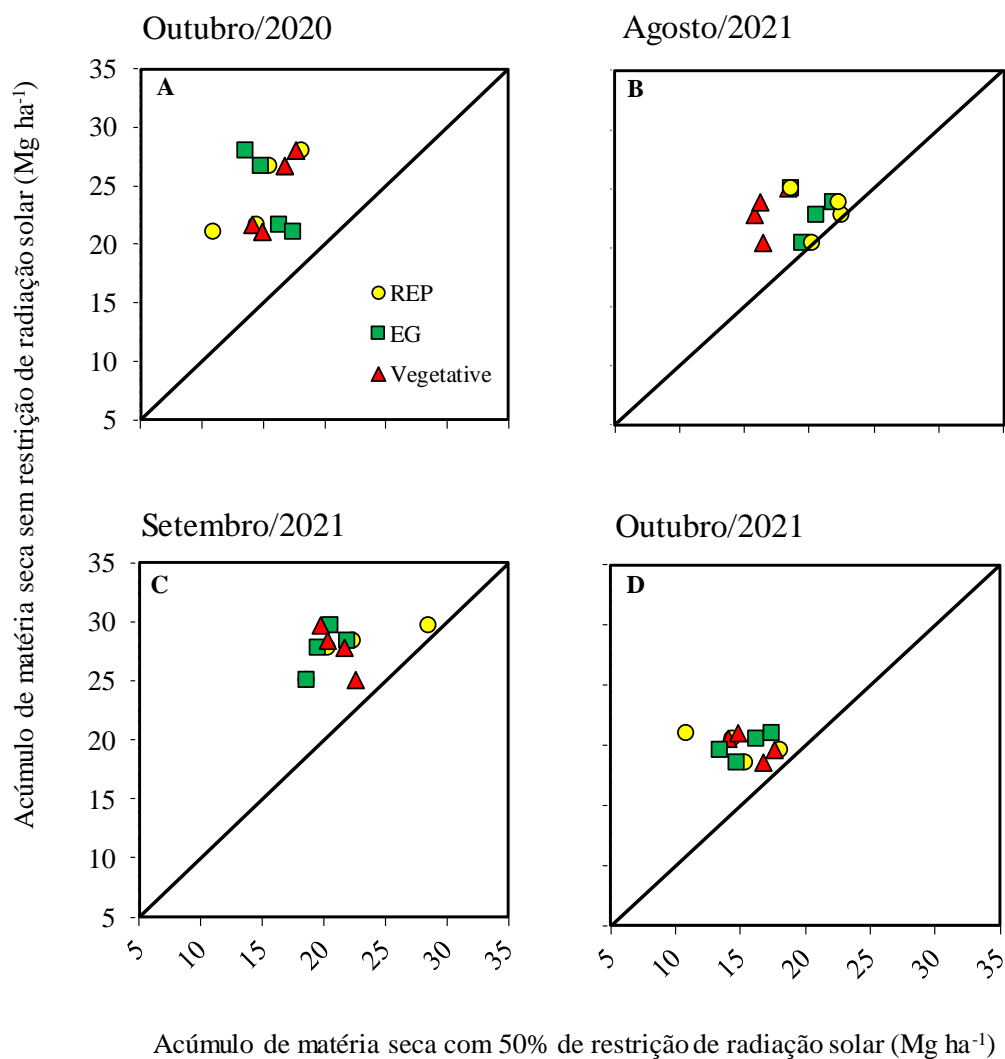 Outubro/2020
Agosto/2021
Acúmulo de matéria seca sem restrição de radiação solar (Mg ha⁻¹)
35
30
25
20
15
10
5
A
REP
EG
Vegetative
B
Setembro/2021
Outubro/2021
35
30
25
20
15
10
5
C
D
5
10
15
20
25
30
35
5
10
15
20
25
30
35
Acúmulo de matéria seca com 50% de restrição de radiação solar (Mg ha⁻¹)